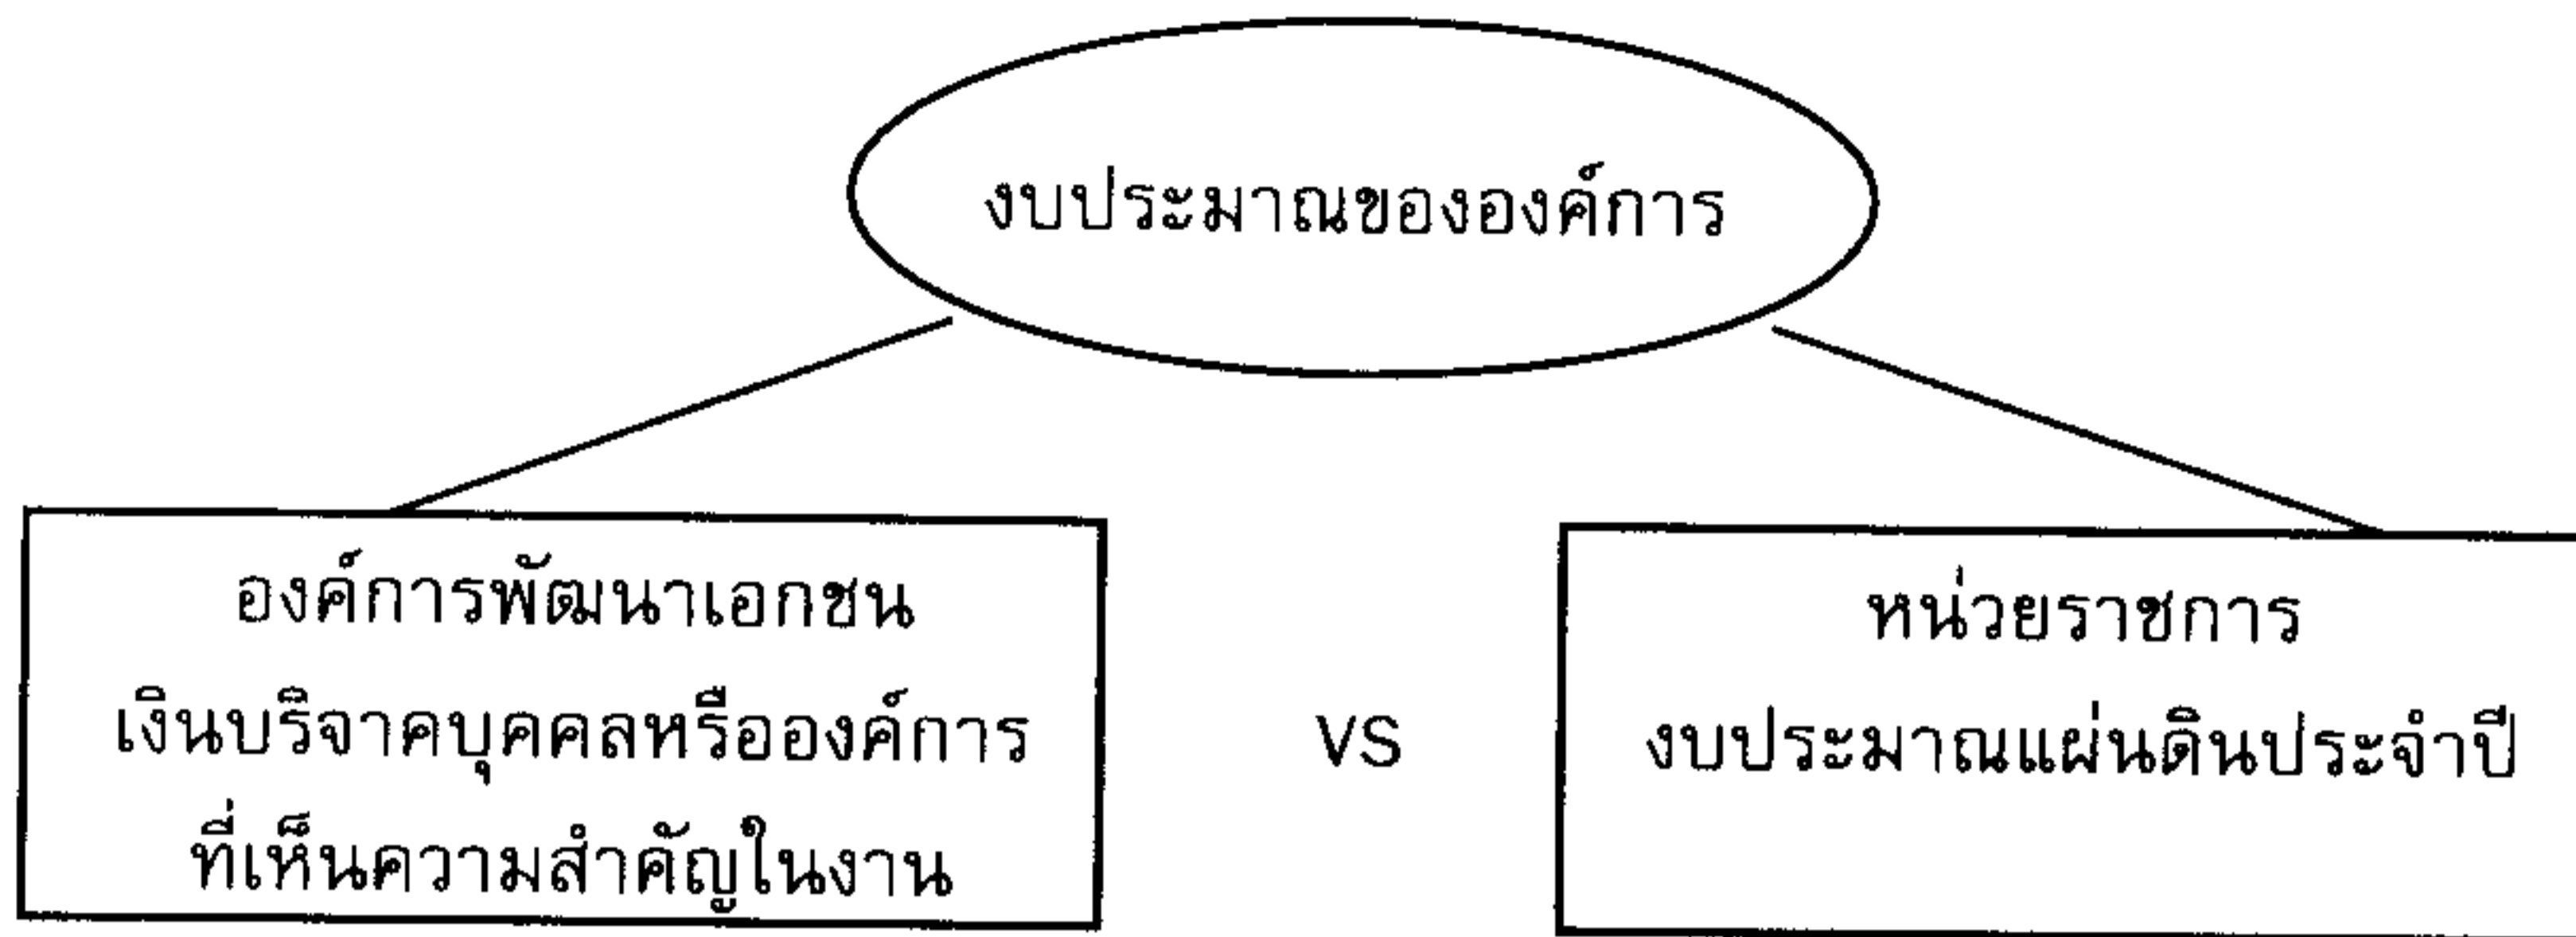 งบประมาณขององค์การ
องค์การพัฒนาเอกชน
เงินบริจาคบุคคลหรือองค์การ
ที่เห็นความสำคัญในงาน
VS
หน่วยราชการ
งบประมาณแผ่นดินประจำปี